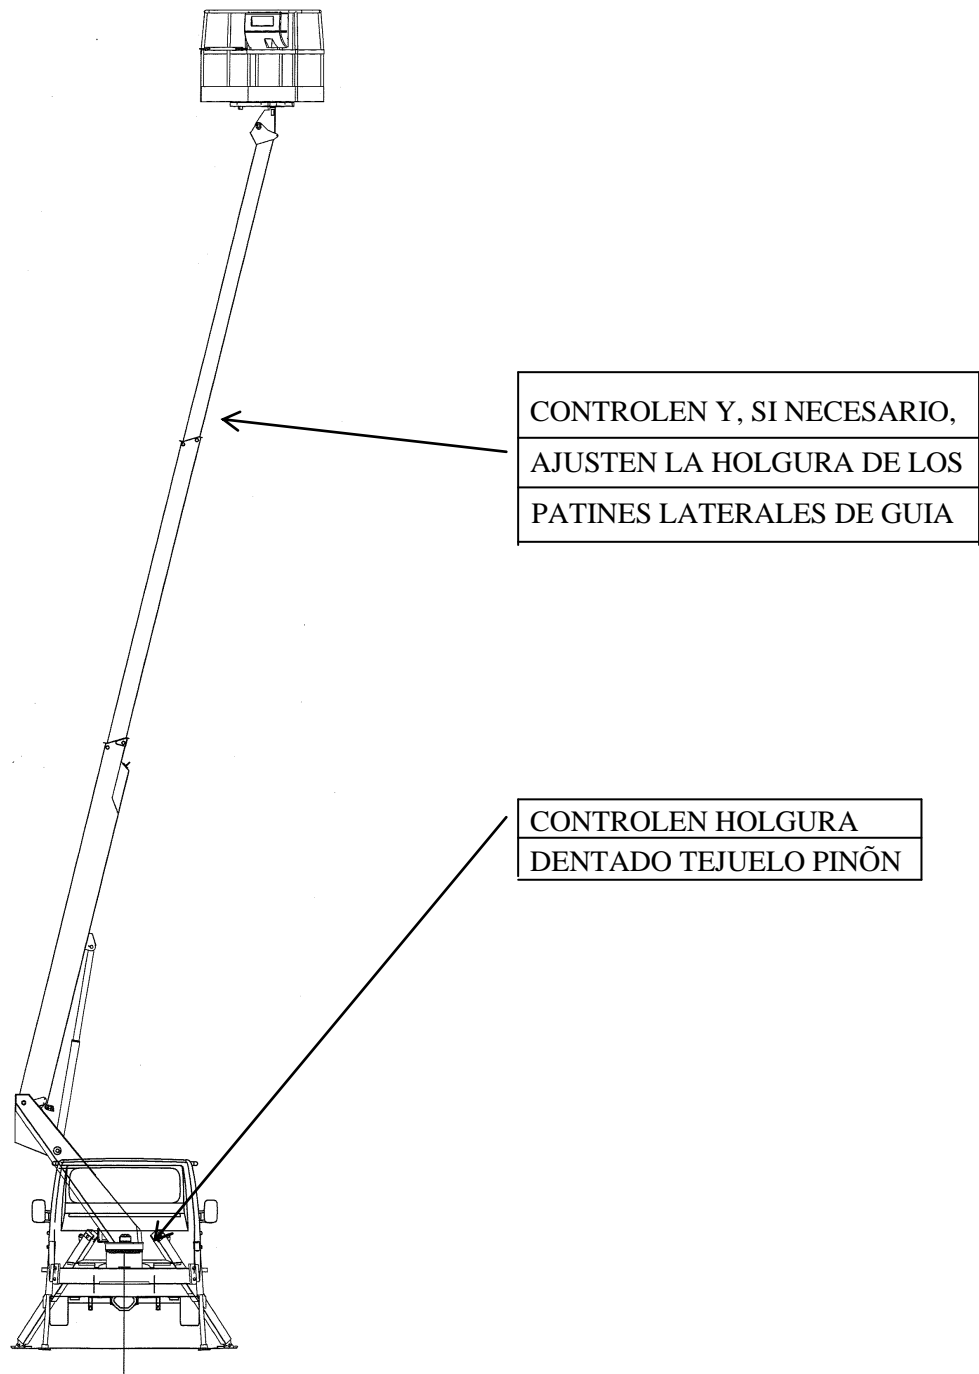 CONTROLEN Y, SI NECESARIO,
AJUSTEN LA HOLGURA DE LOS
PATINES LATERALES DE GUIA
CONTROLEN HOLGURA
DENTADO TEJUELO PINÕN